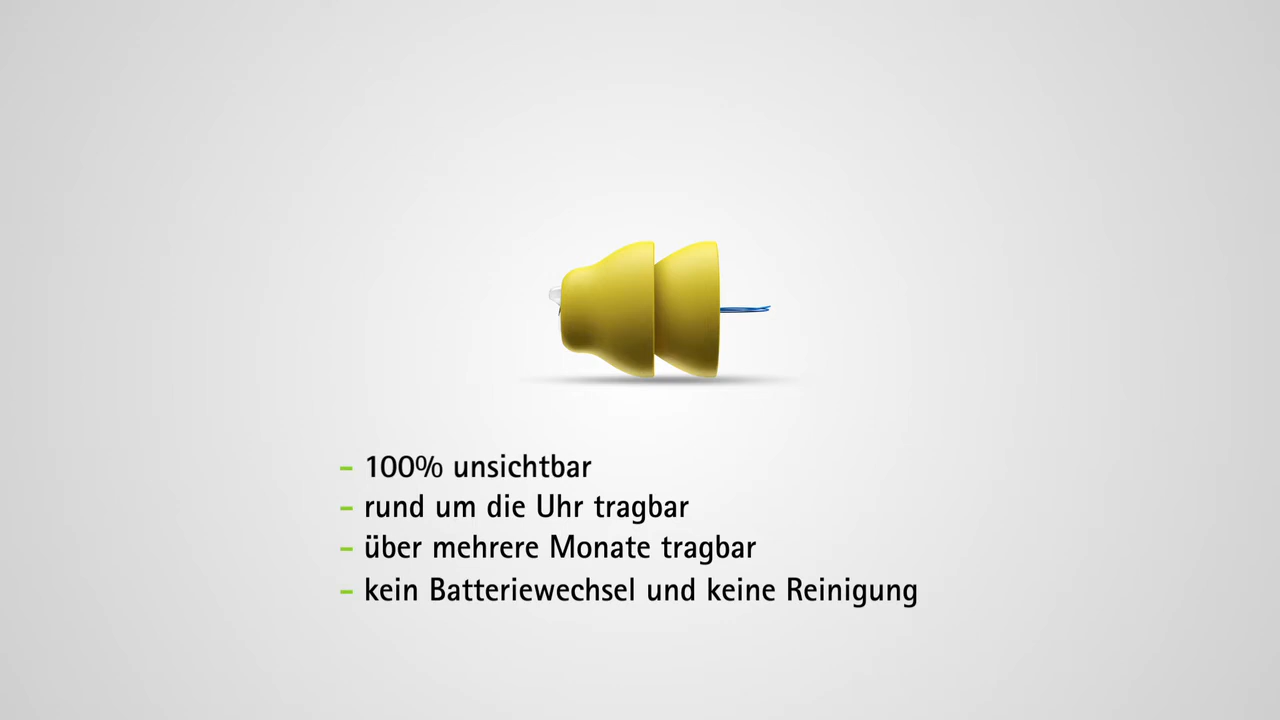 – 100% unsichtbar
– rund um die Uhr tragbar
– über mehrere Monate tragbar
– kein Batteriewechsel und keine Reinigung